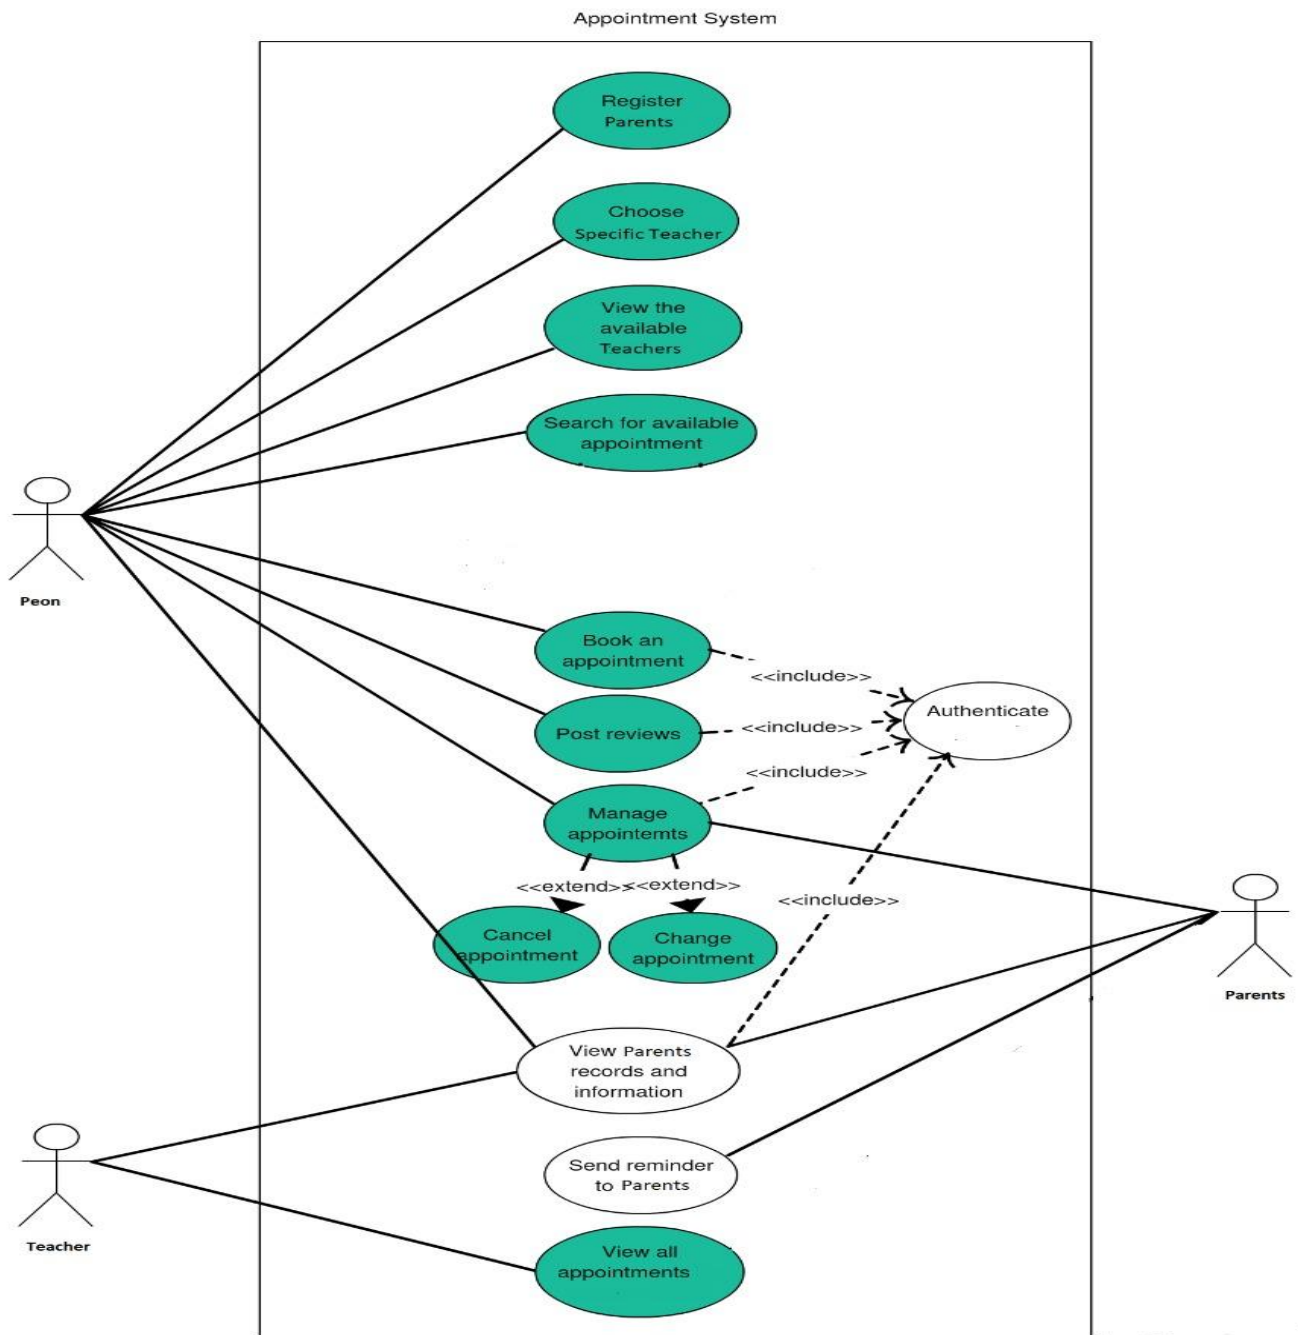 Appointment System
Register
Parents
Choose
Specific Teacher
View the
available
Teachers
Search for available
appointment
Peon
Book an
appointment
<<include>>
Authenticate
Post reviews
<<include>>
<<include>>
Manage
appointemts
<<extend>>
<<extend>>
<<include>>
Cancel
appointment
Change
appointment
Parents
View Parents
records and
information
Send reminder
to Parents
Teacher
View all
appointments